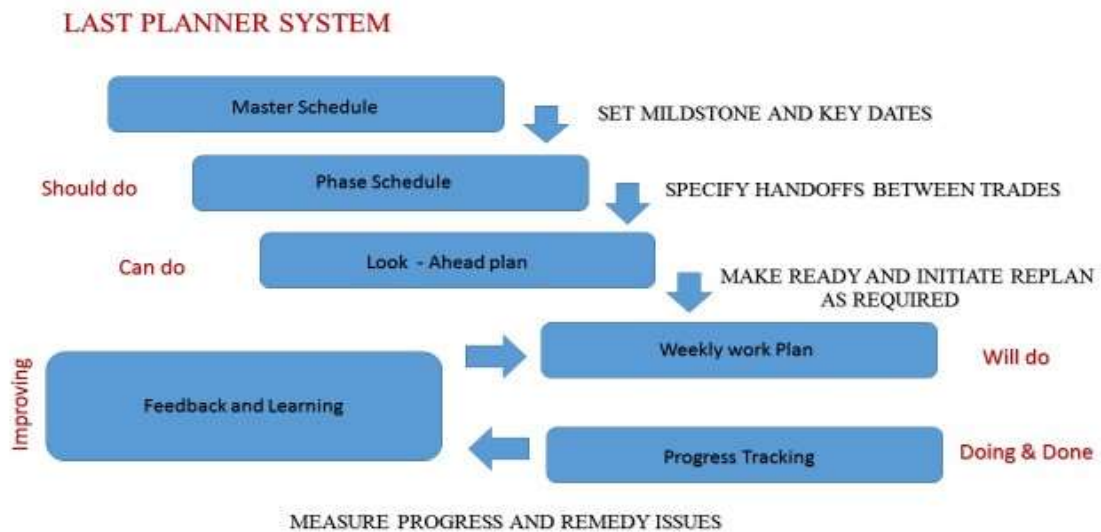 LAST PLANNER SYSTEM
Master Schedule
SET MILDSTONE AND KEY DATES
Should do
Phase Schedule
SPECIFY HANDOFFS BETWEEN TRADES
Can do
Look - Ahead plan
MAKE READY AND INITIATE REPLAN
AS REQUIRED
Weekly work Plan
Will do
Improving
Feedback and Learning
Progress Tracking
Doing & Done
MEASURE PROGRESS AND REMEDY ISSUES